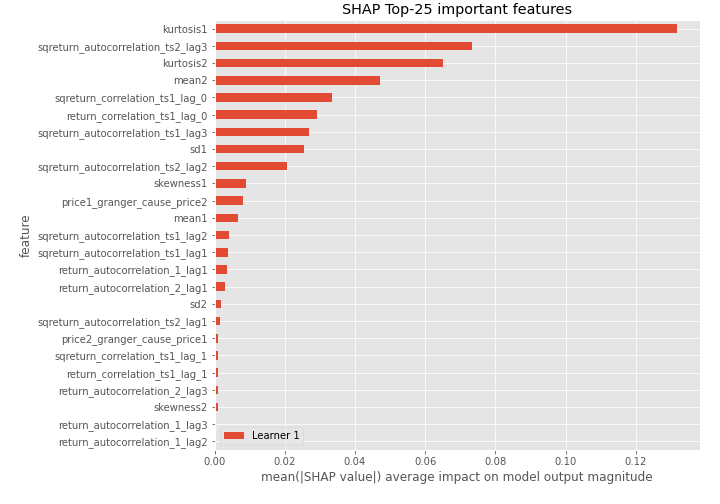 SHAP Top-25 important features
kurtosis1
sqreturn_autocorrelation_ts2_lag3
kurtosis2
mean2
sqreturn_correlation_ts1_lag_0
return_correlation_ts1_lag_0
sqreturn_autocorrelation_ts1_lag3
sd1
sqreturn_autocorrelation_ts2_lag2
skewness1
price1_granger_cause_price2
mean1
sqreturn_autocorrelation_ts1_lag2
sqreturn_autocorrelation_ts1_lag1
return_autocorrelation_1_lag1
return_autocorrelation_2_lag1
sd2
sqreturn_autocorrelation_ts2_lag1
price2_granger_cause_price1
sqreturn_correlation_ts1_lag_1
return_correlation_ts1_lag_1
return_autocorrelation_2_lag3
skewness2
return_autocorrelation_1_lag3
return_autocorrelation_1_lag2
feature
Learner 1
0.00 0.02 0.04 0.06 0.08 0.10 0.12
mean(|SHAP value|) average impact on model output magnitude